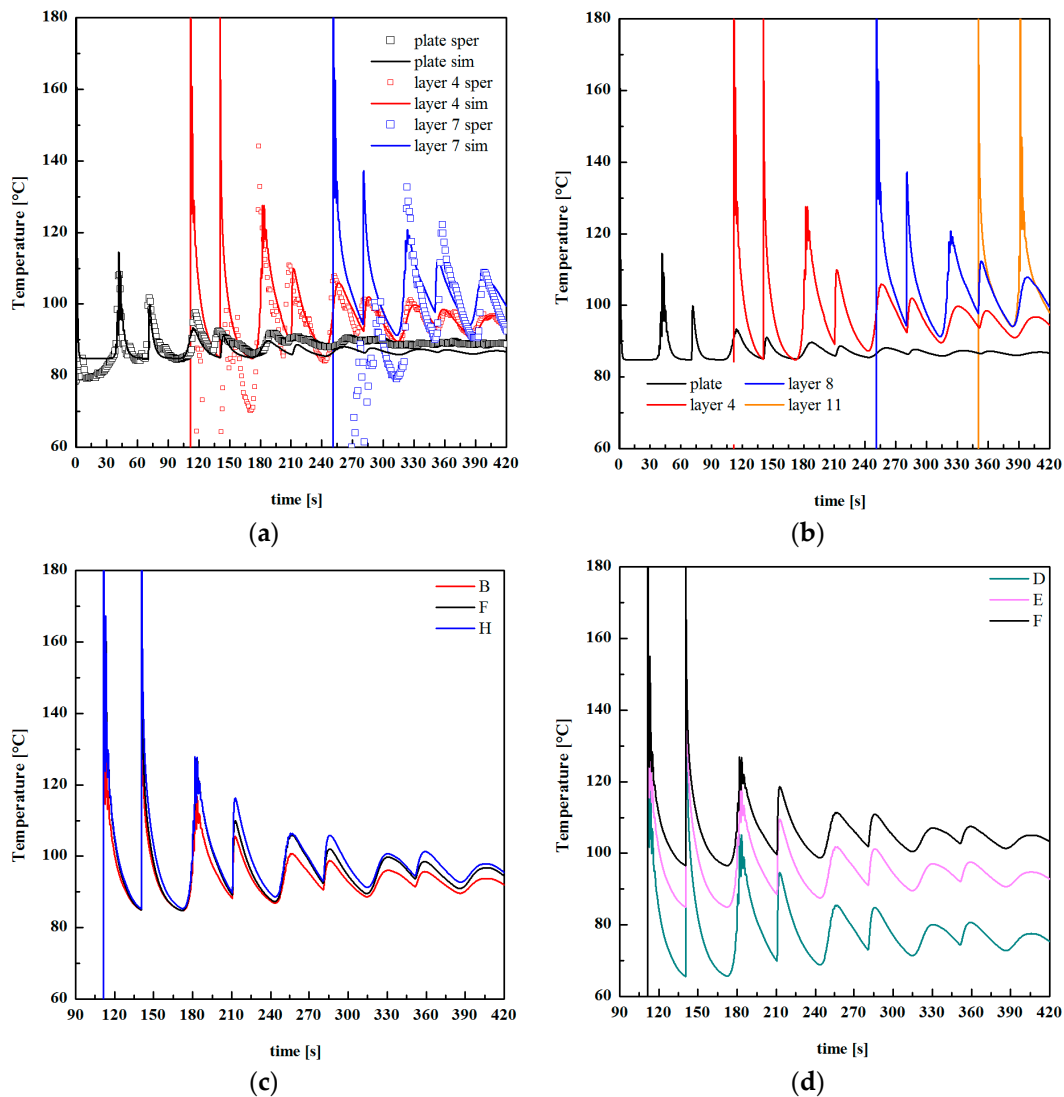 180
160
140
120
100
80
60
Temperature [°C]
plate sper
plate sim
layer 4 sper
layer 4 sim
layer 7 sper
layer 7 sim
0 30 60 90 120 150 180 210 240 270 300 330 360 390 420
time [s]
(a)
180
160
140
120
100
80
60
Temperature [°C]
plate layer 8
layer 4 layer 11
0 30 60 90 120 150 180 210 240 270 300 330 360 390 420
time [s]
(b)
180
160
140
120
100
80
60
Temperature [°C]
B
F
H
90 120 150 180 210 240 270 300 330 360 390 420
time [s]
(c)
180
160
140
120
100
80
60
Temperature [°C]
D
E
F
90 120 150 180 210 240 270 300 330 360 390 420
time [s]
(d)